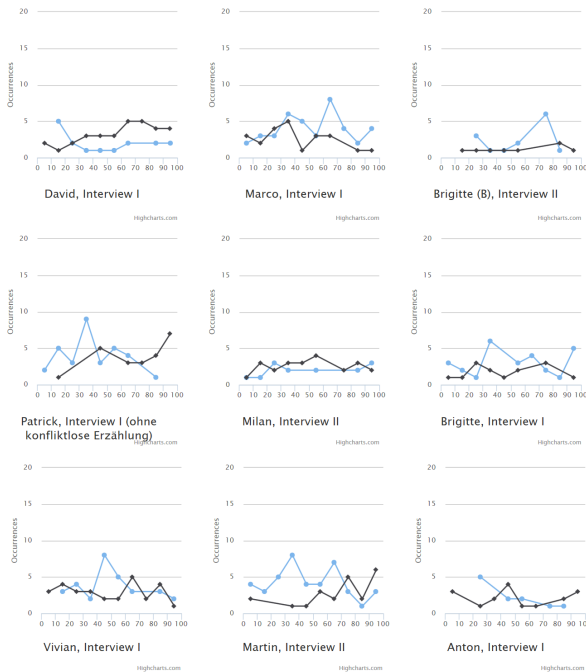 20
15
10
5
0
Occurrences
0 10 20 30 40 50 60 70 80 90 100
David, Interview I
Highcharts.com
20
15
10
5
0
Occurrences
0 10 20 30 40 50 60 70 80 90 100
Marco, Interview I
Highcharts.com
20
15
10
5
0
Occurrences
0 10 20 30 40 50 60 70 80 90 100
Brigitte (B), Interview II
Highcharts.com
20
15
10
5
0
Occurrences
0 10 20 30 40 50 60 70 80 90 100
Patrick, Interview I (ohne
konfliktlose Erzählung)
Highcharts.com
20
15
10
5
0
Occurrences
0 10 20 30 40 50 60 70 80 90 100
Milan, Interview II
Highcharts.com
20
15
10
5
0
Occurrences
0 10 20 30 40 50 60 70 80 90 100
Brigitte, Interview I
Highcharts.com
20
15
10
5
0
Occurrences
0 10 20 30 40 50 60 70 80 90 100
Vivian, Interview I
Highcharts.com
20
15
10
5
0
Occurrences
0 10 20 30 40 50 60 70 80 90 100
Martin, Interview II
Highcharts.com
20
15
10
5
0
Occurrences
0 10 20 30 40 50 60 70 80 90 100
Anton, Interview I
Highcharts.com